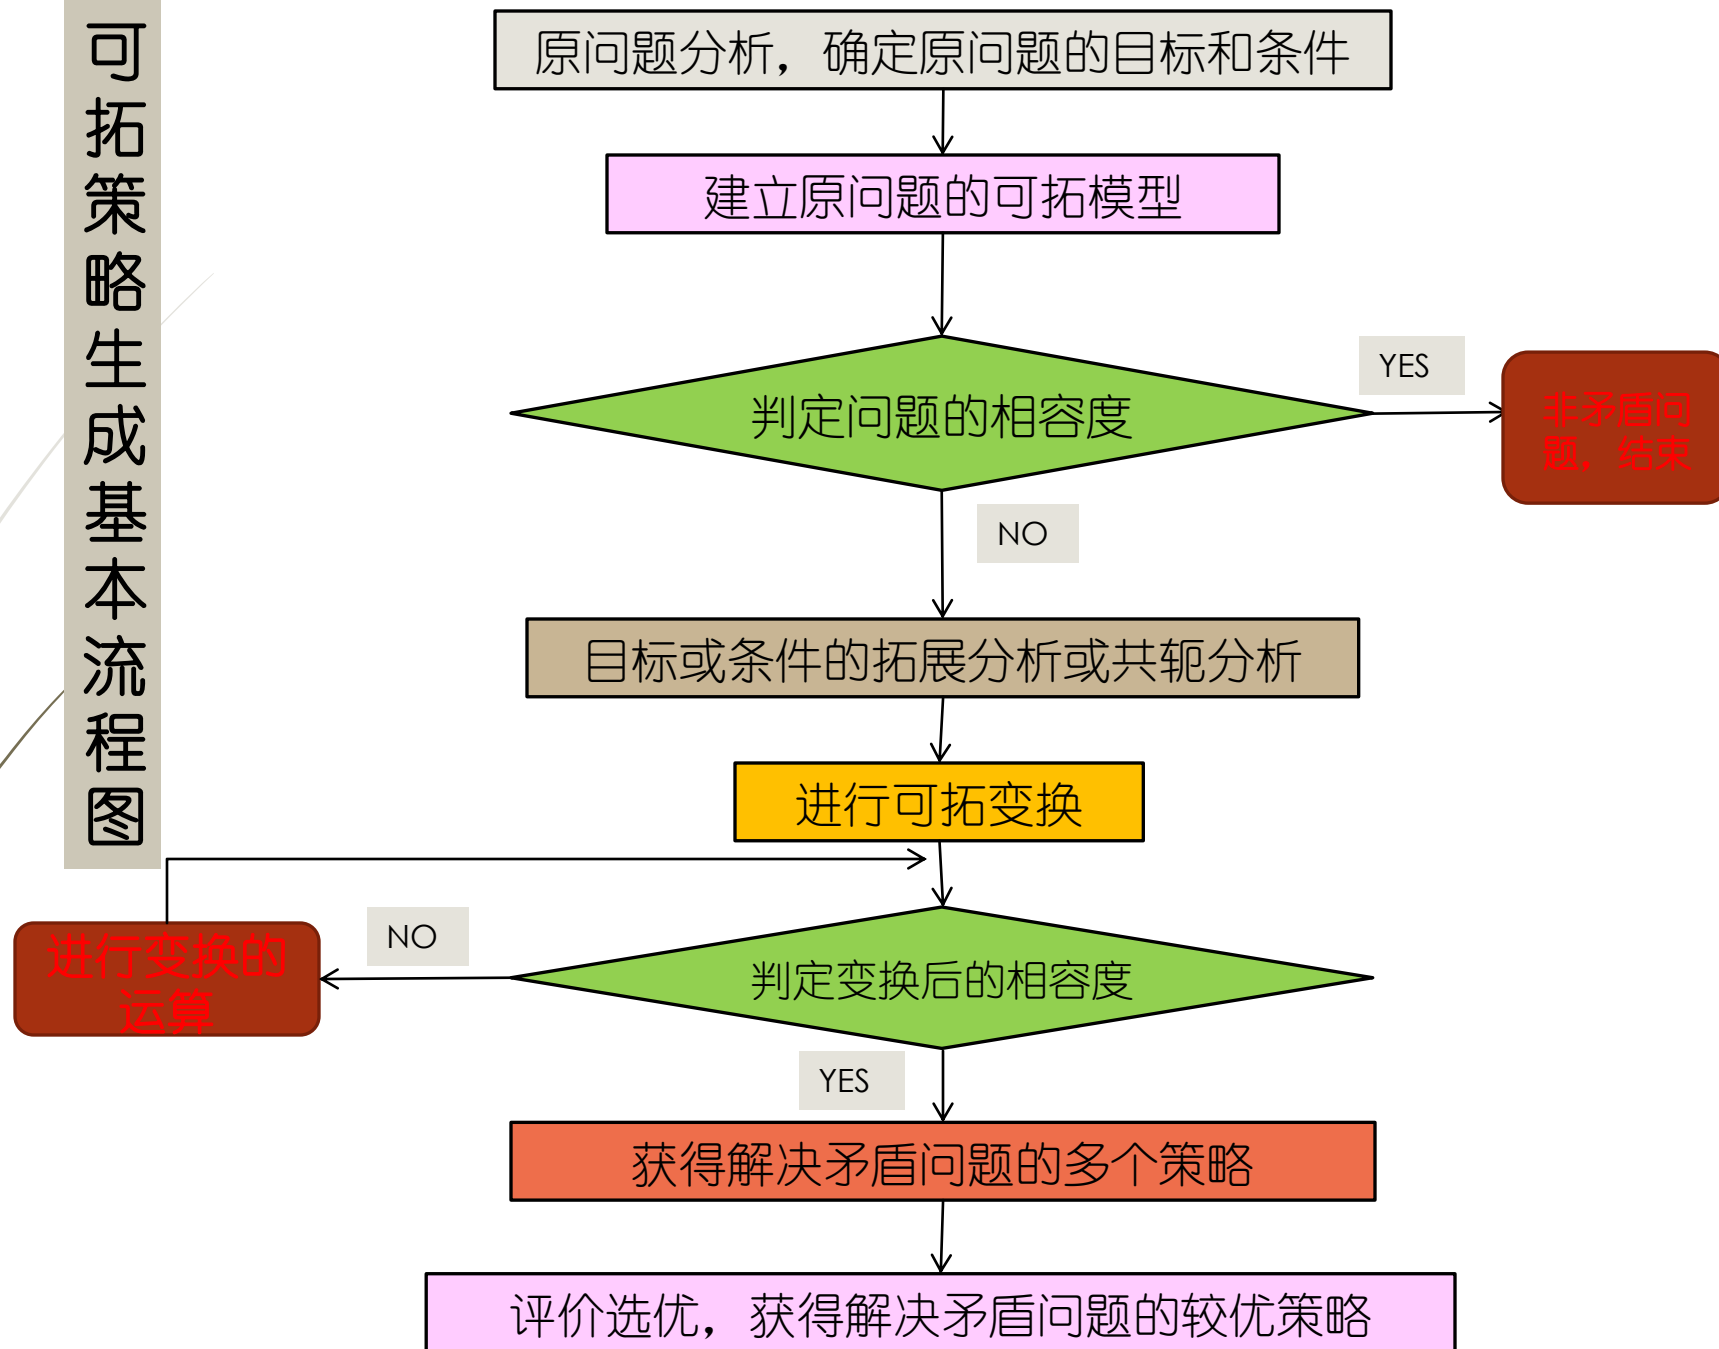 可拓策略生成基本流程图
原问题分析，确定原问题的目标和条件
建立原问题的可拓模型
判定问题的相容度
YES
非矛盾问
题，结束
NO
目标或条件的拓展分析或共轭分析
进行可拓变换
判定变换后的相容度
NO
进行变换的
运算
YES
获得解决矛盾问题的多个策略
评价选优，获得解决矛盾问题的较优策略